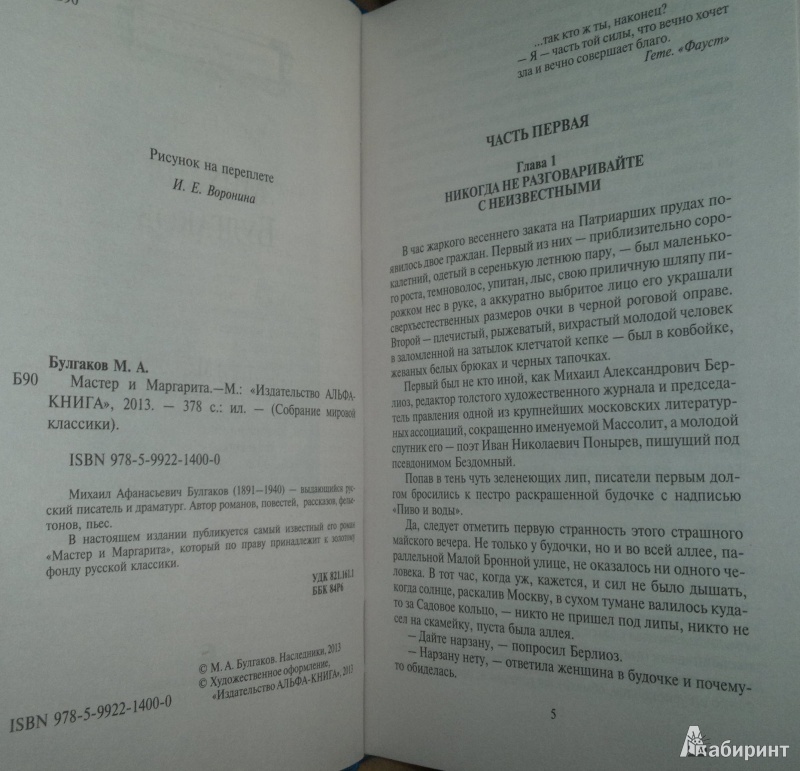 Б90
Рисунок на переплете
И. Е. Воронина
Булгаков М. А.
Б90
Мастер и Маргарита.—М.: «Издательство АЛЬФА-
КНИГА», 2013. — 378 с.: ил. — (Собрание мировой
классики).
ISBN 978-5-9922-1400-0
Михаил Афанасьевич Булгаков (1891—1940) — выдающийся рус-
ский писатель и драматург. Автор романов, повестей, рассказов, фелье-
тонов, пьес.
В настоящем издании публикуется самый известный его роман
«Мастер и Маргарита», который по праву принадлежит к золотому
фонду русской классики.
УДК 821.161.1
ББК 84Р6
© М. А. Булгаков. Наследники, 2013
© Художественное оформление,
«Издательство АЛЬФА-КНИГА», 2013
ISBN 978-5-9922-1400-0
...так кто ж ты, наконец?
— Я — часть той силы, что вечно хочет
зла и вечно совершает благо.
Гете. «Фауст»
ЧАСТЬ ПЕРВАЯ
Глава 1
НИКОГДА НЕ РАЗГОВАРИВАЙТЕ
С НЕИЗВЕСТНЫМИ
В час жаркого весеннего заката на Патриарших прудах по-
явилось двое граждан. Первый из них — приблизительно соро-
калетний, одетый в серенькую летнюю пару, — был маленько-
го роста, темноволос, упитан, лыс, свою приличную шляпу пи-
рожком нес в руке, а аккуратно выбритое лицо его украшали
сверхъестественных размеров очки в черной роговой оправе.
Второй — плечистый, рыжеватый, вихрастый молодой человек
в заломленной на затылок клетчатой кепке — был в ковбойке,
жеваных белых брюках и черных тапочках.
Первый был не кто иной, как Михаил Александрович Бер-
лиоз, редактор толстого художественного журнала и председа-
тель правления одной из крупнейших московских литератур-
ных ассоциаций, сокращенно именуемой Массолит, а молодой
спутник его — поэт Иван Николаевич Понырев, пишущий под
псевдонимом Бездомный.
Попав в тень чуть зеленеющих лип, писатели первым дол-
гом бросились к пестро раскрашенной будочке с надписью
«Пиво и воды».
Да, следует отметить первую странность этого страшного
майского вечера. Не только у будочки, но и во всей аллее, па-
раллельной Малой Бронной улице, не оказалось ни одного че-
ловека. В тот час, когда уж, кажется, и сил не было дышать,
когда солнце, раскалив Москву, в сухом тумане валилось куда-
то за Садовое кольцо, — никто не пришел под липы, никто не
сел на скамейку, пуста была аллея.
— Дайте нарзану, — попросил Берлиоз.
— Нарзану нету, — ответила женщина в будочке и почему-
то обиделась.
5
Лабиринт